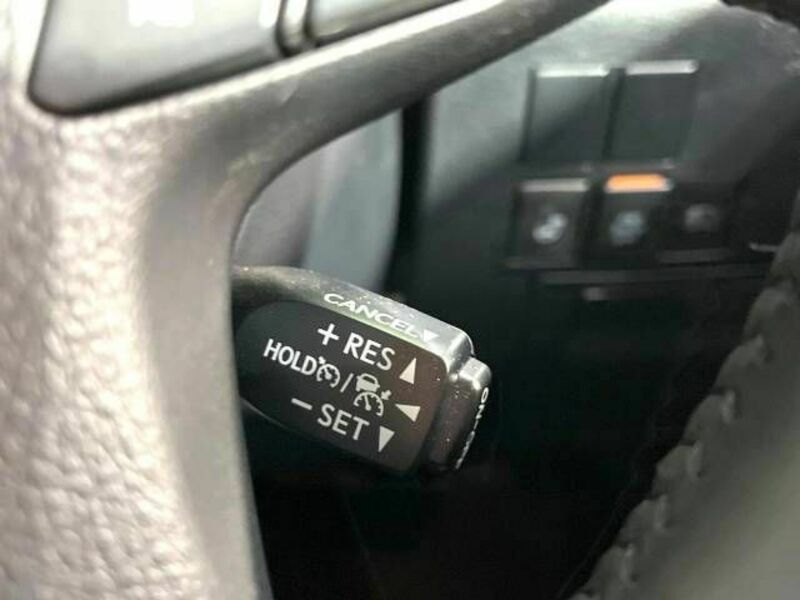 CANCEL▼
+ RES ▲
HOLD /
− SET ▼